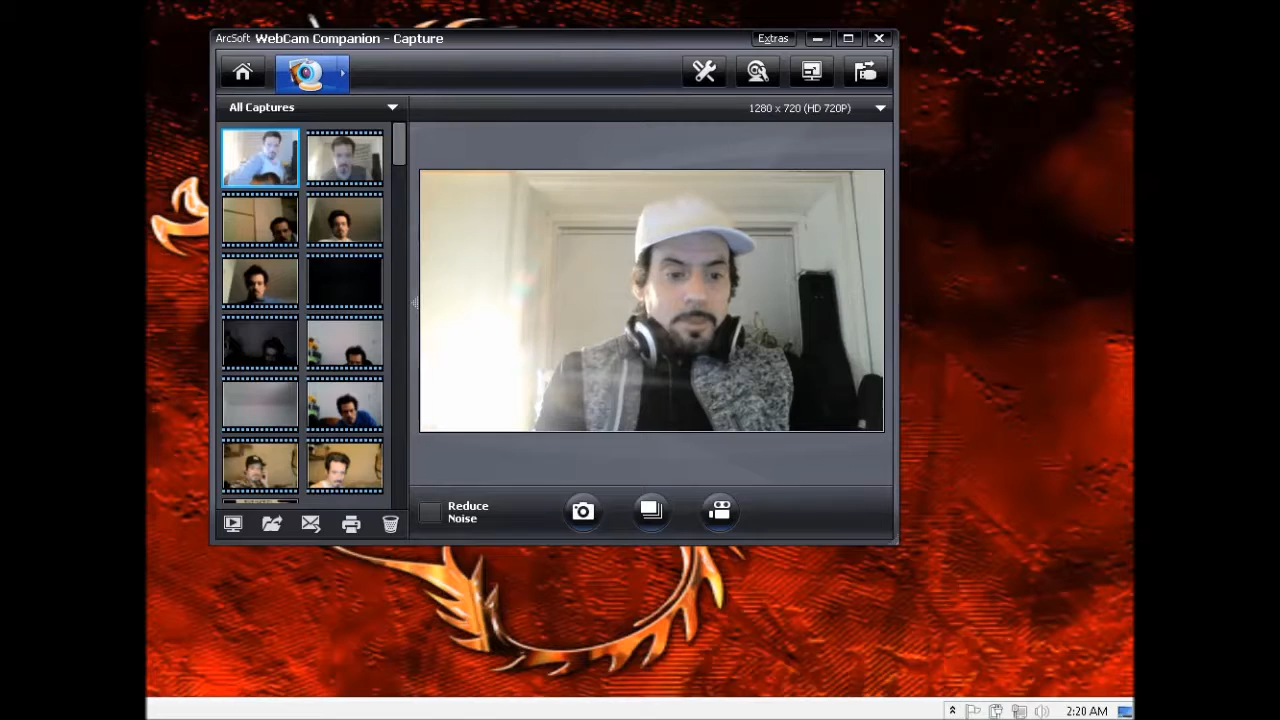 ArcSoft WebCam Companion - Capture
Extras
All Captures
1280 x 720 (HD 720P)
Reduce
Noise
2:20 AM